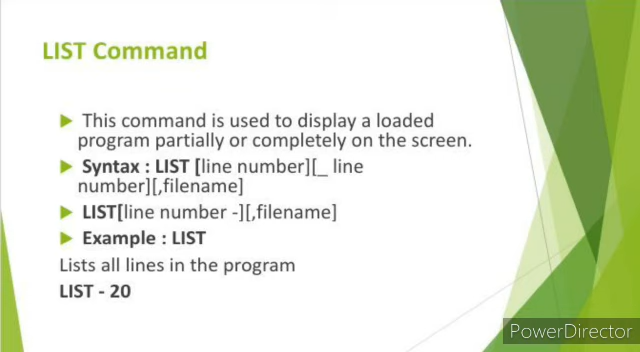 LIST Command
This command is used to display a loaded
program partially or completely on the screen.
Syntax : LIST [line number][_ line
number][,filename]
LIST[line number -][,filename]
Example : LIST
Lists all lines in the program
LIST - 20
PowerDirector